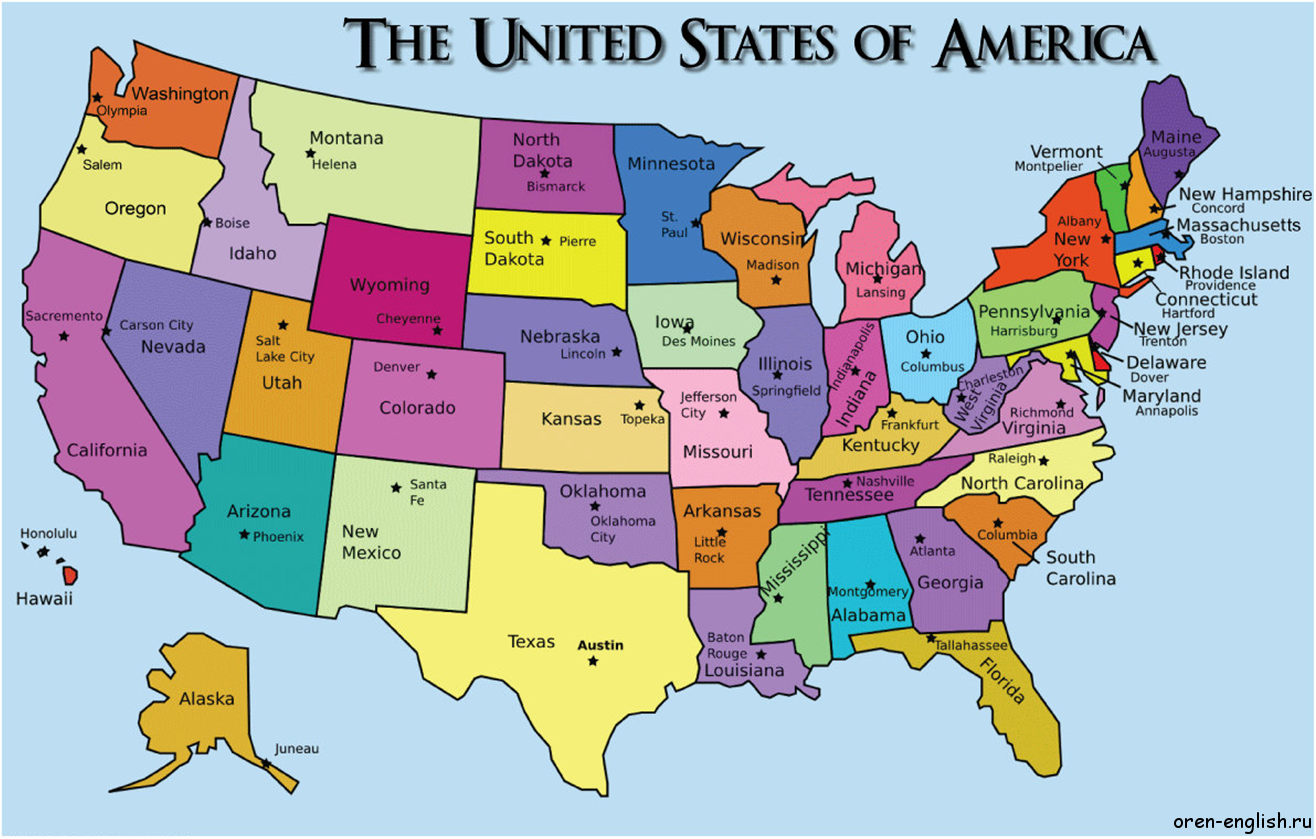 THE UNITED STATES OF AMERICA
Washington
Olympia
Salem
Oregon
Boise
Idaho
Montana
Helena
North
Dakota
Bismarck
Minnesota
St.
Paul
South
Dakota
Pierre
Wyoming
Cheyenne
Wisconsin
Madison
Michigan
Lansing
Vermont
Montpelier
Maine
Augusta
New Hampshire
Concord
Massachusetts
Boston
Albany
New
York
Rhode Island
Providence
Connecticut
Hartford
New Jersey
Trenton
Delaware
Dover
Maryland
Annapolis
Pennsylvania
Harrisburg
Sacremento
California
Carson City
Nevada
Salt
Lake City
Utah
Denver
Colorado
Nebraska
Lincoln
Iowa
Des Moines
Illinois
Springfield
Indianapolis
Indiana
Ohio
Columbus
Charleston
West
Virginia
Richmond
Virginia
Kansas
Topeka
Jefferson
City
Missouri
Frankfurt
Kentucky
Nashville
Tennessee
Raleigh
North Carolina
Columbia
South
Carolina
Arizona
Phoenix
Santa
Fe
New
Mexico
Oklahoma
Oklahoma
City
Arkansas
Little
Rock
Mississippi
Montgomery
Alabama
Atlanta
Georgia
Texas
Austin
Baton
Rouge
Louisiana
Tallahassee
Florida
Honolulu
Hawaii
Alaska
Juneau
oren-english.ru